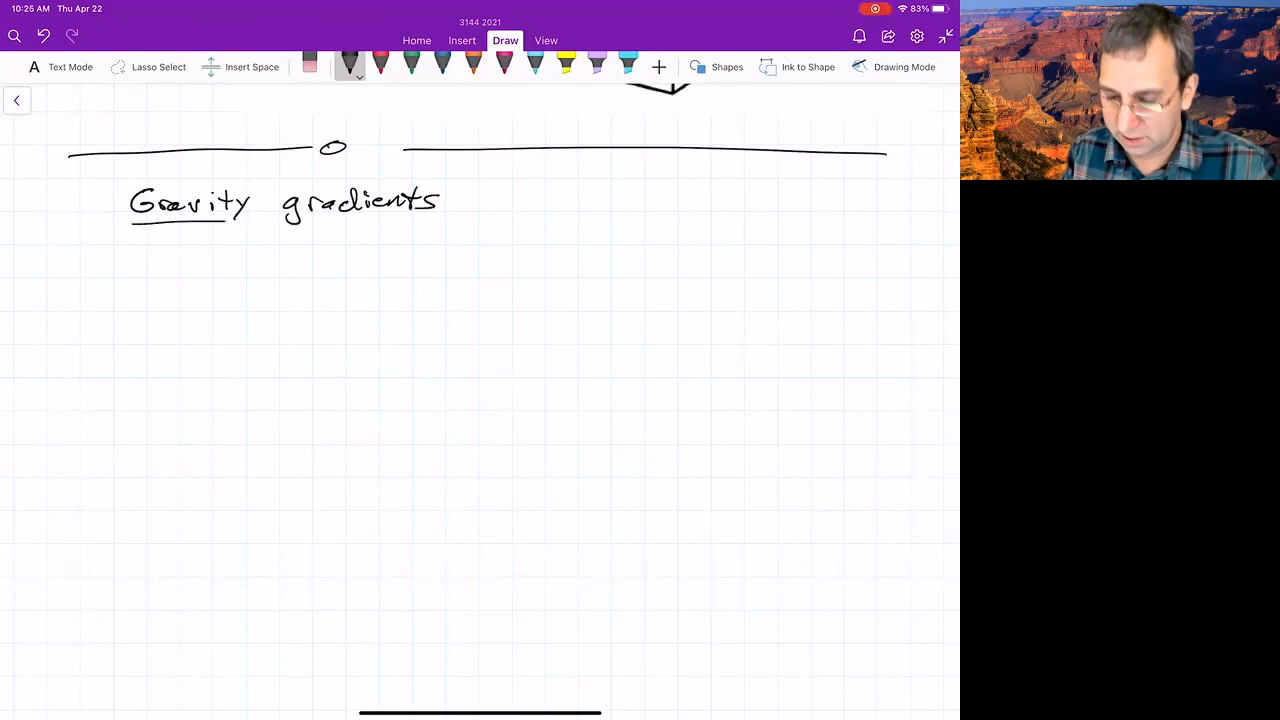 10:25 AM Thu Apr 22
83%
3144 2021
Home Insert Draw View
A Text Mode Lasso Select Insert Space Shapes Ink to Shape Drawing Mode
Gravity gradients